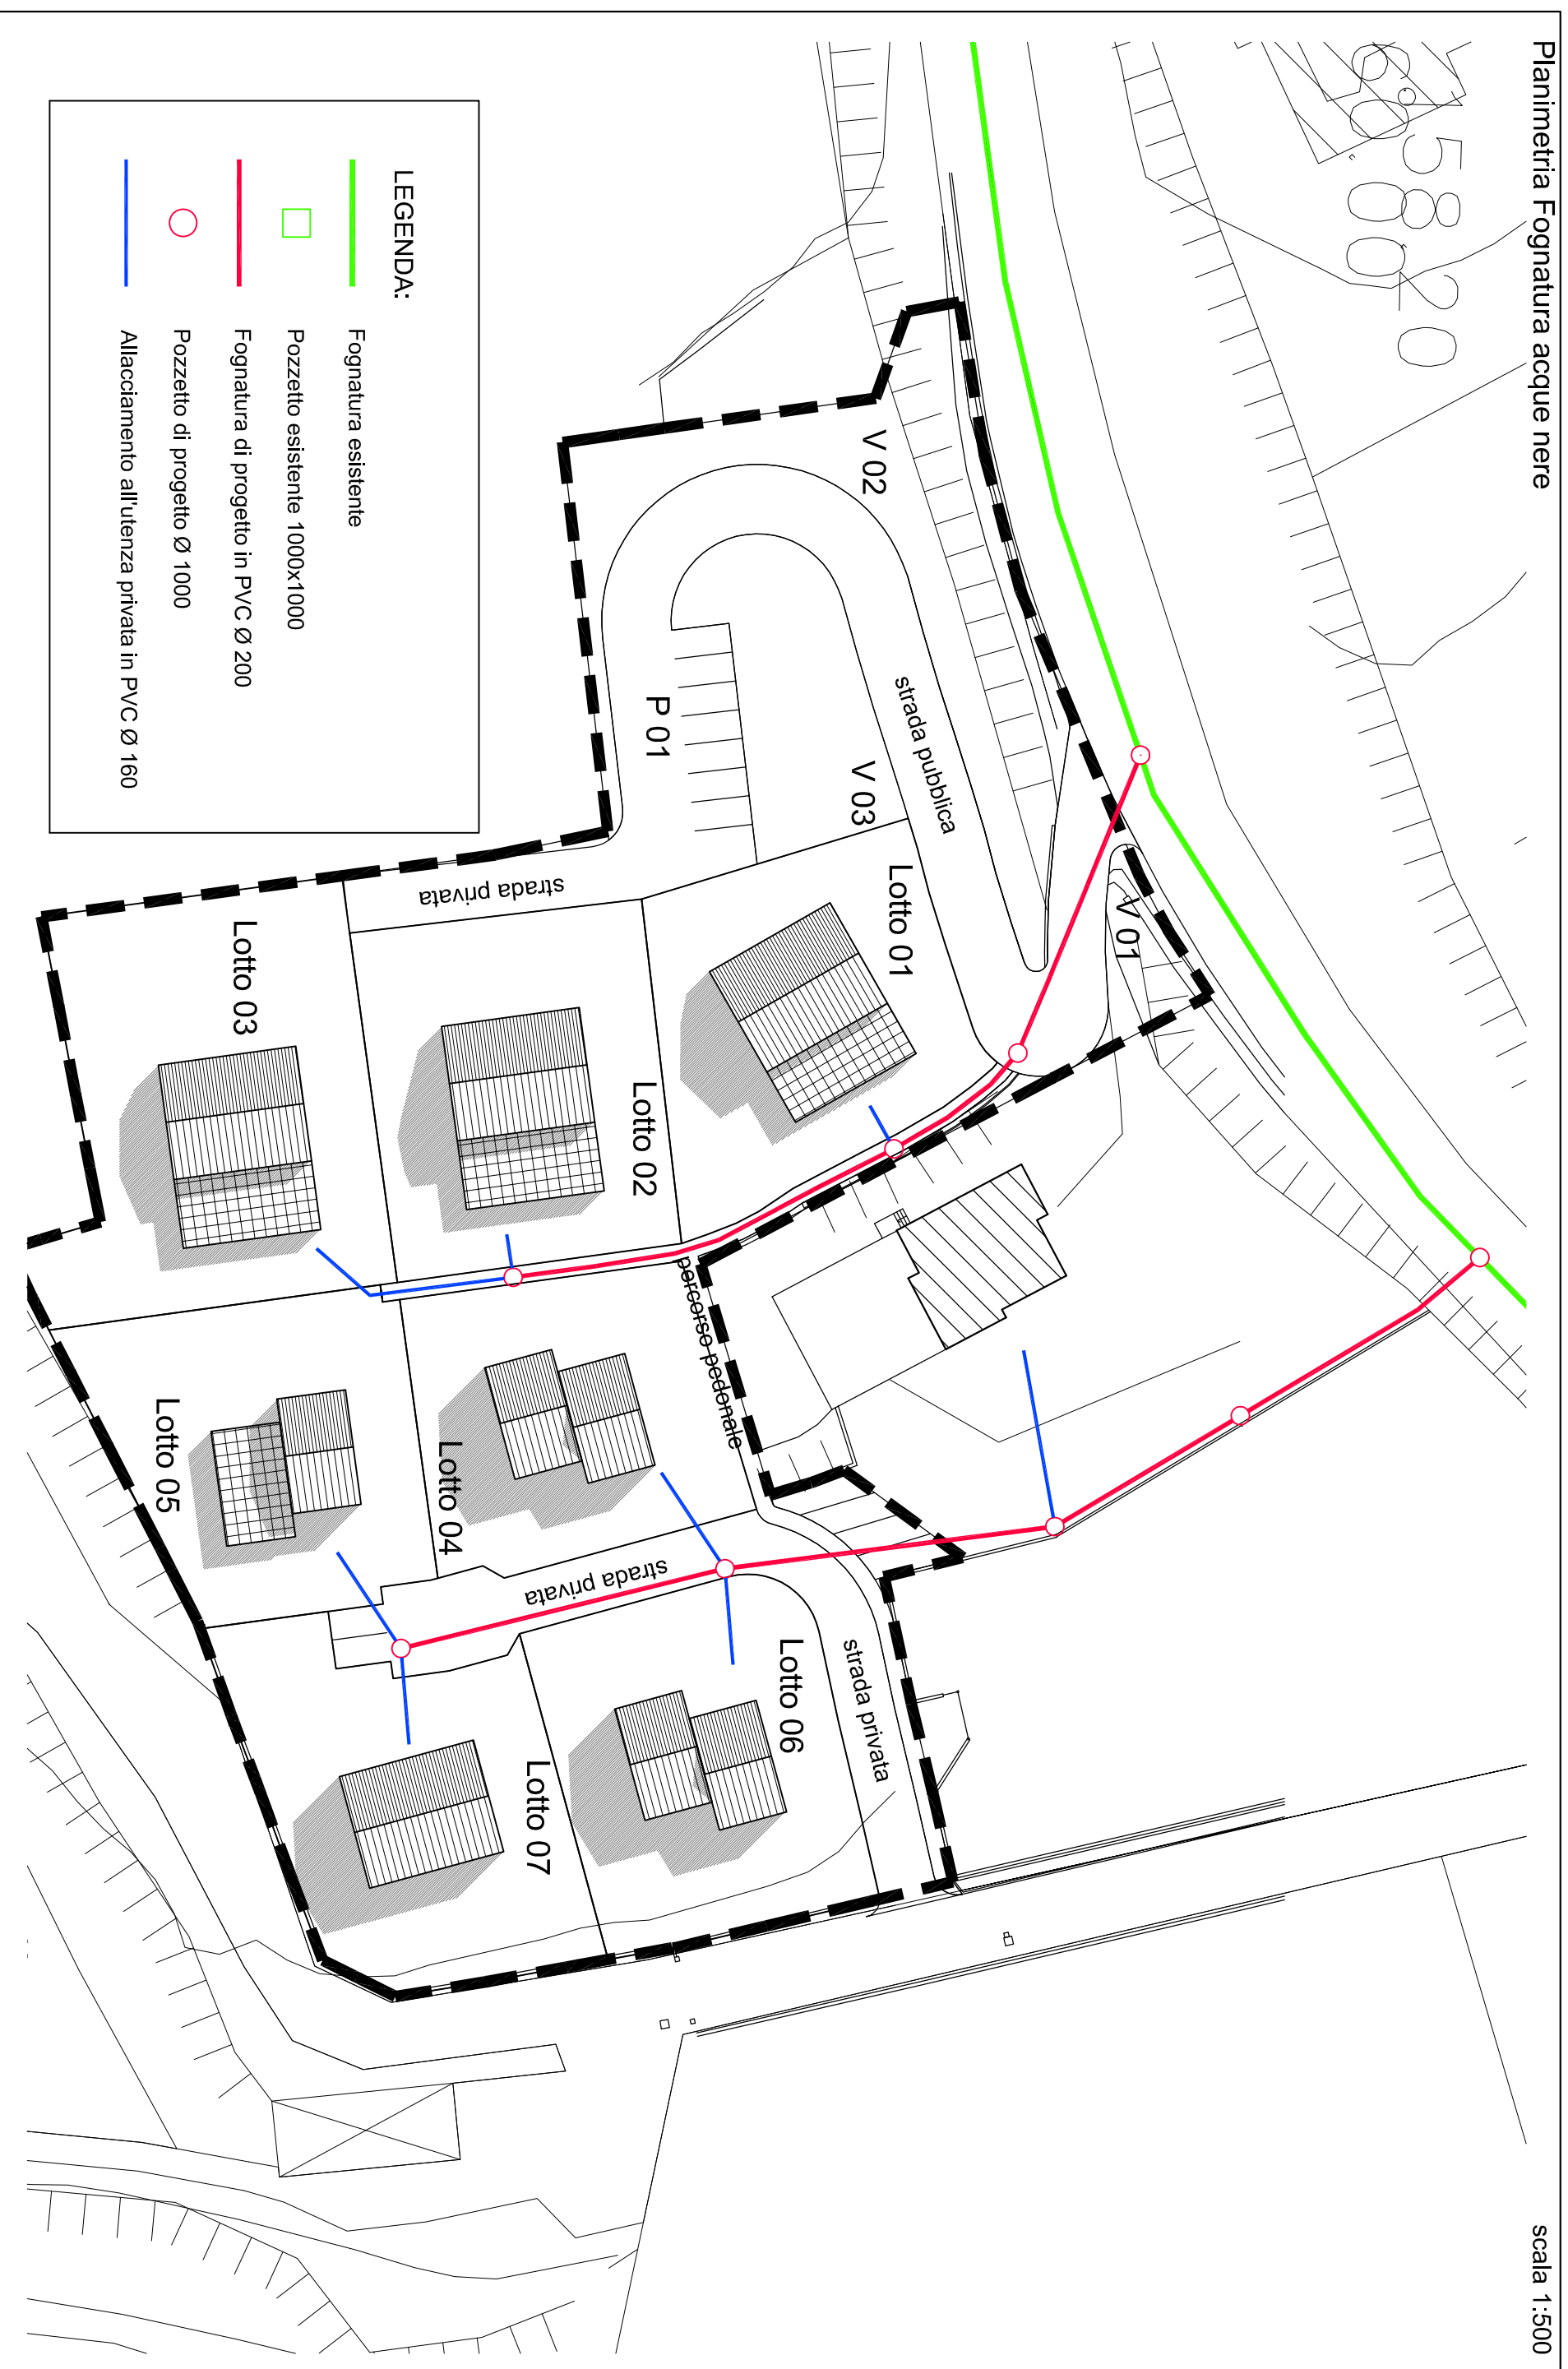 Planimetria Fognatura acque nere
scala 1:500
V 02
strada pubblica
V 03
V 01
P 01
Lotto 01
strada privata
Lotto 02
Lotto 03
percorso pedonale
Lotto 04
Lotto 05
strada privata
Lotto 06
strada privata
Lotto 07
LEGENDA:
Fognatura esistente
Pozzetto esistente 1000x1000
Fognatura di progetto in PVC Ø 200
Pozzetto di progetto Ø 1000
Allacciamento all'utenza privata in PVC Ø 160